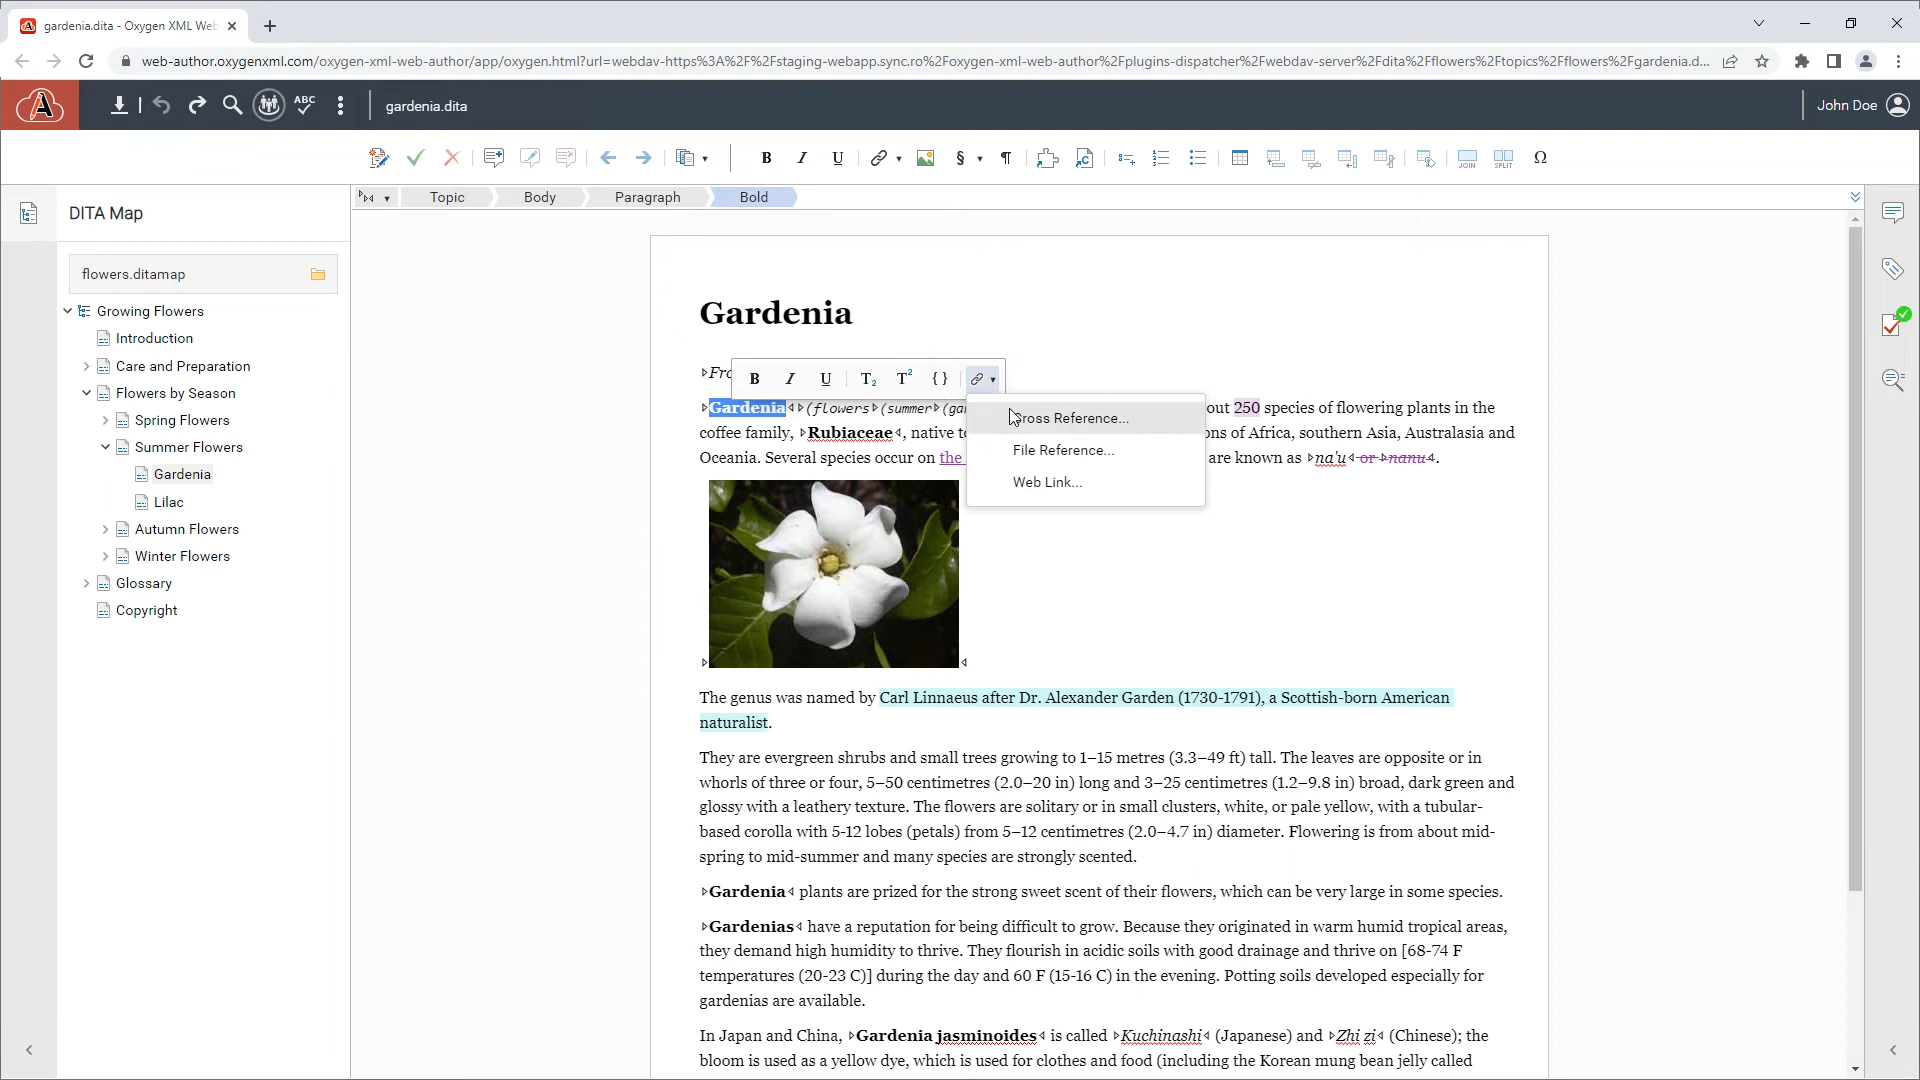 gardenia.dita - Oxygen XML Web
web-author.oxygenxml.com/oxygen-xml-web-author/app/oxygen.html?url=webdav-https%3A%2F%2Fstaging-webapp.sync.ro%2Foxygen-xml-web-author%2Fplugins-dispatcher%2Fwebdav-server%2Fdita%2Fflowers%2Ftopics%2Fflowers%2Fgardenia.d...
ABC
gardenia.dita
John Doe
B I U § ¶ JOIN SPLIT Ω
DITA Map
Topic Body Paragraph Bold
flowers.ditamap
Growing Flowers
Introduction
Care and Preparation
Flowers by Season
Spring Flowers
Summer Flowers
Gardenia
Lilac
Autumn Flowers
Winter Flowers
Glossary
Copyright
Gardenia
B I U T₂ T² { }
Cross Reference...
File Reference...
Web Link...
Gardenia (flowers (summer 250 species of flowering plants in the
coffee family, Rubiaceae, native of Africa, southern Asia, Australasia and
Oceania. Several species occur on the are known as na'u or nanu.
The genus was named by Carl Linnaeus after Dr. Alexander Garden (1730-1791), a Scottish-born American
naturalist.
They are evergreen shrubs and small trees growing to 1–15 metres (3.3–49 ft) tall. The leaves are opposite or in
whorls of three or four, 5–50 centimetres (2.0–20 in) long and 3–25 centimetres (1.2–9.8 in) broad, dark green and
glossy with a leathery texture. The flowers are solitary or in small clusters, white, or pale yellow, with a tubular-
based corolla with 5-12 lobes (petals) from 5–12 centimetres (2.0–4.7 in) diameter. Flowering is from about mid-
spring to mid-summer and many species are strongly scented.
Gardenia plants are prized for the strong sweet scent of their flowers, which can be very large in some species.
Gardenias have a reputation for being difficult to grow. Because they originated in warm humid tropical areas,
they demand high humidity to thrive. They flourish in acidic soils with good drainage and thrive on [68-74 F
temperatures (20-23 C)] during the day and 60 F (15-16 C) in the evening. Potting soils developed especially for
gardenias are available.
In Japan and China, Gardenia jasminoides is called Kuchinashi (Japanese) and Zhi zi (Chinese); the
bloom is used as a yellow dye, which is used for clothes and food (including the Korean mung bean jelly called